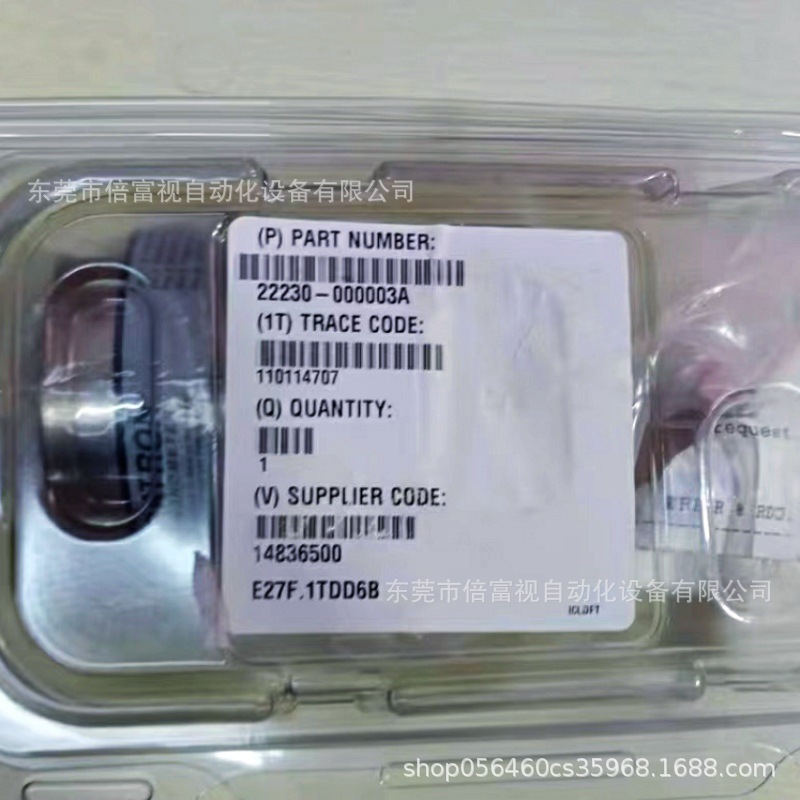 东莞市倍富视自动化设备有限公司
(P) PART NUMBER:
22230-000003A
(1T) TRACE CODE:
110114707
(Q) QUANTITY:
1
(V) SUPPLIER CODE:
14836500
E27F.1TDD6B
东莞市倍富视自动化设备有限公司
cequest
shop056460cs35968.1688.com